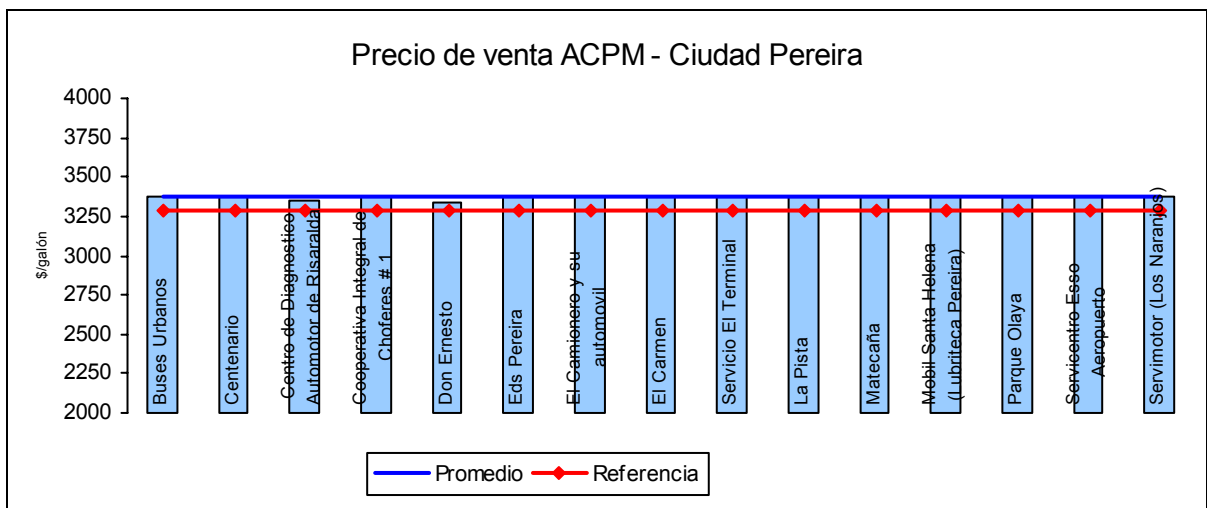 Precio de venta ACPM - Ciudad Pereira
$/galón
4000
3750
3500
3250
3000
2750
2500
2250
2000
Buses Urbanos
Centenario
Centro de Diagnostico
Automotor de Risaralda
Cooperativa Integral de
Choferes # 1
Don Ernesto
Eds Pereira
El Camionero y su
automovil
El Carmen
Servicio El Terminal
La Pista
Matecaña
Mobil Santa Helena
(Lubriteca Pereira)
Parque Olaya
Servicentro Esso
Aeropuerto
Servimotor (Los Naranjos)
Promedio
Referencia